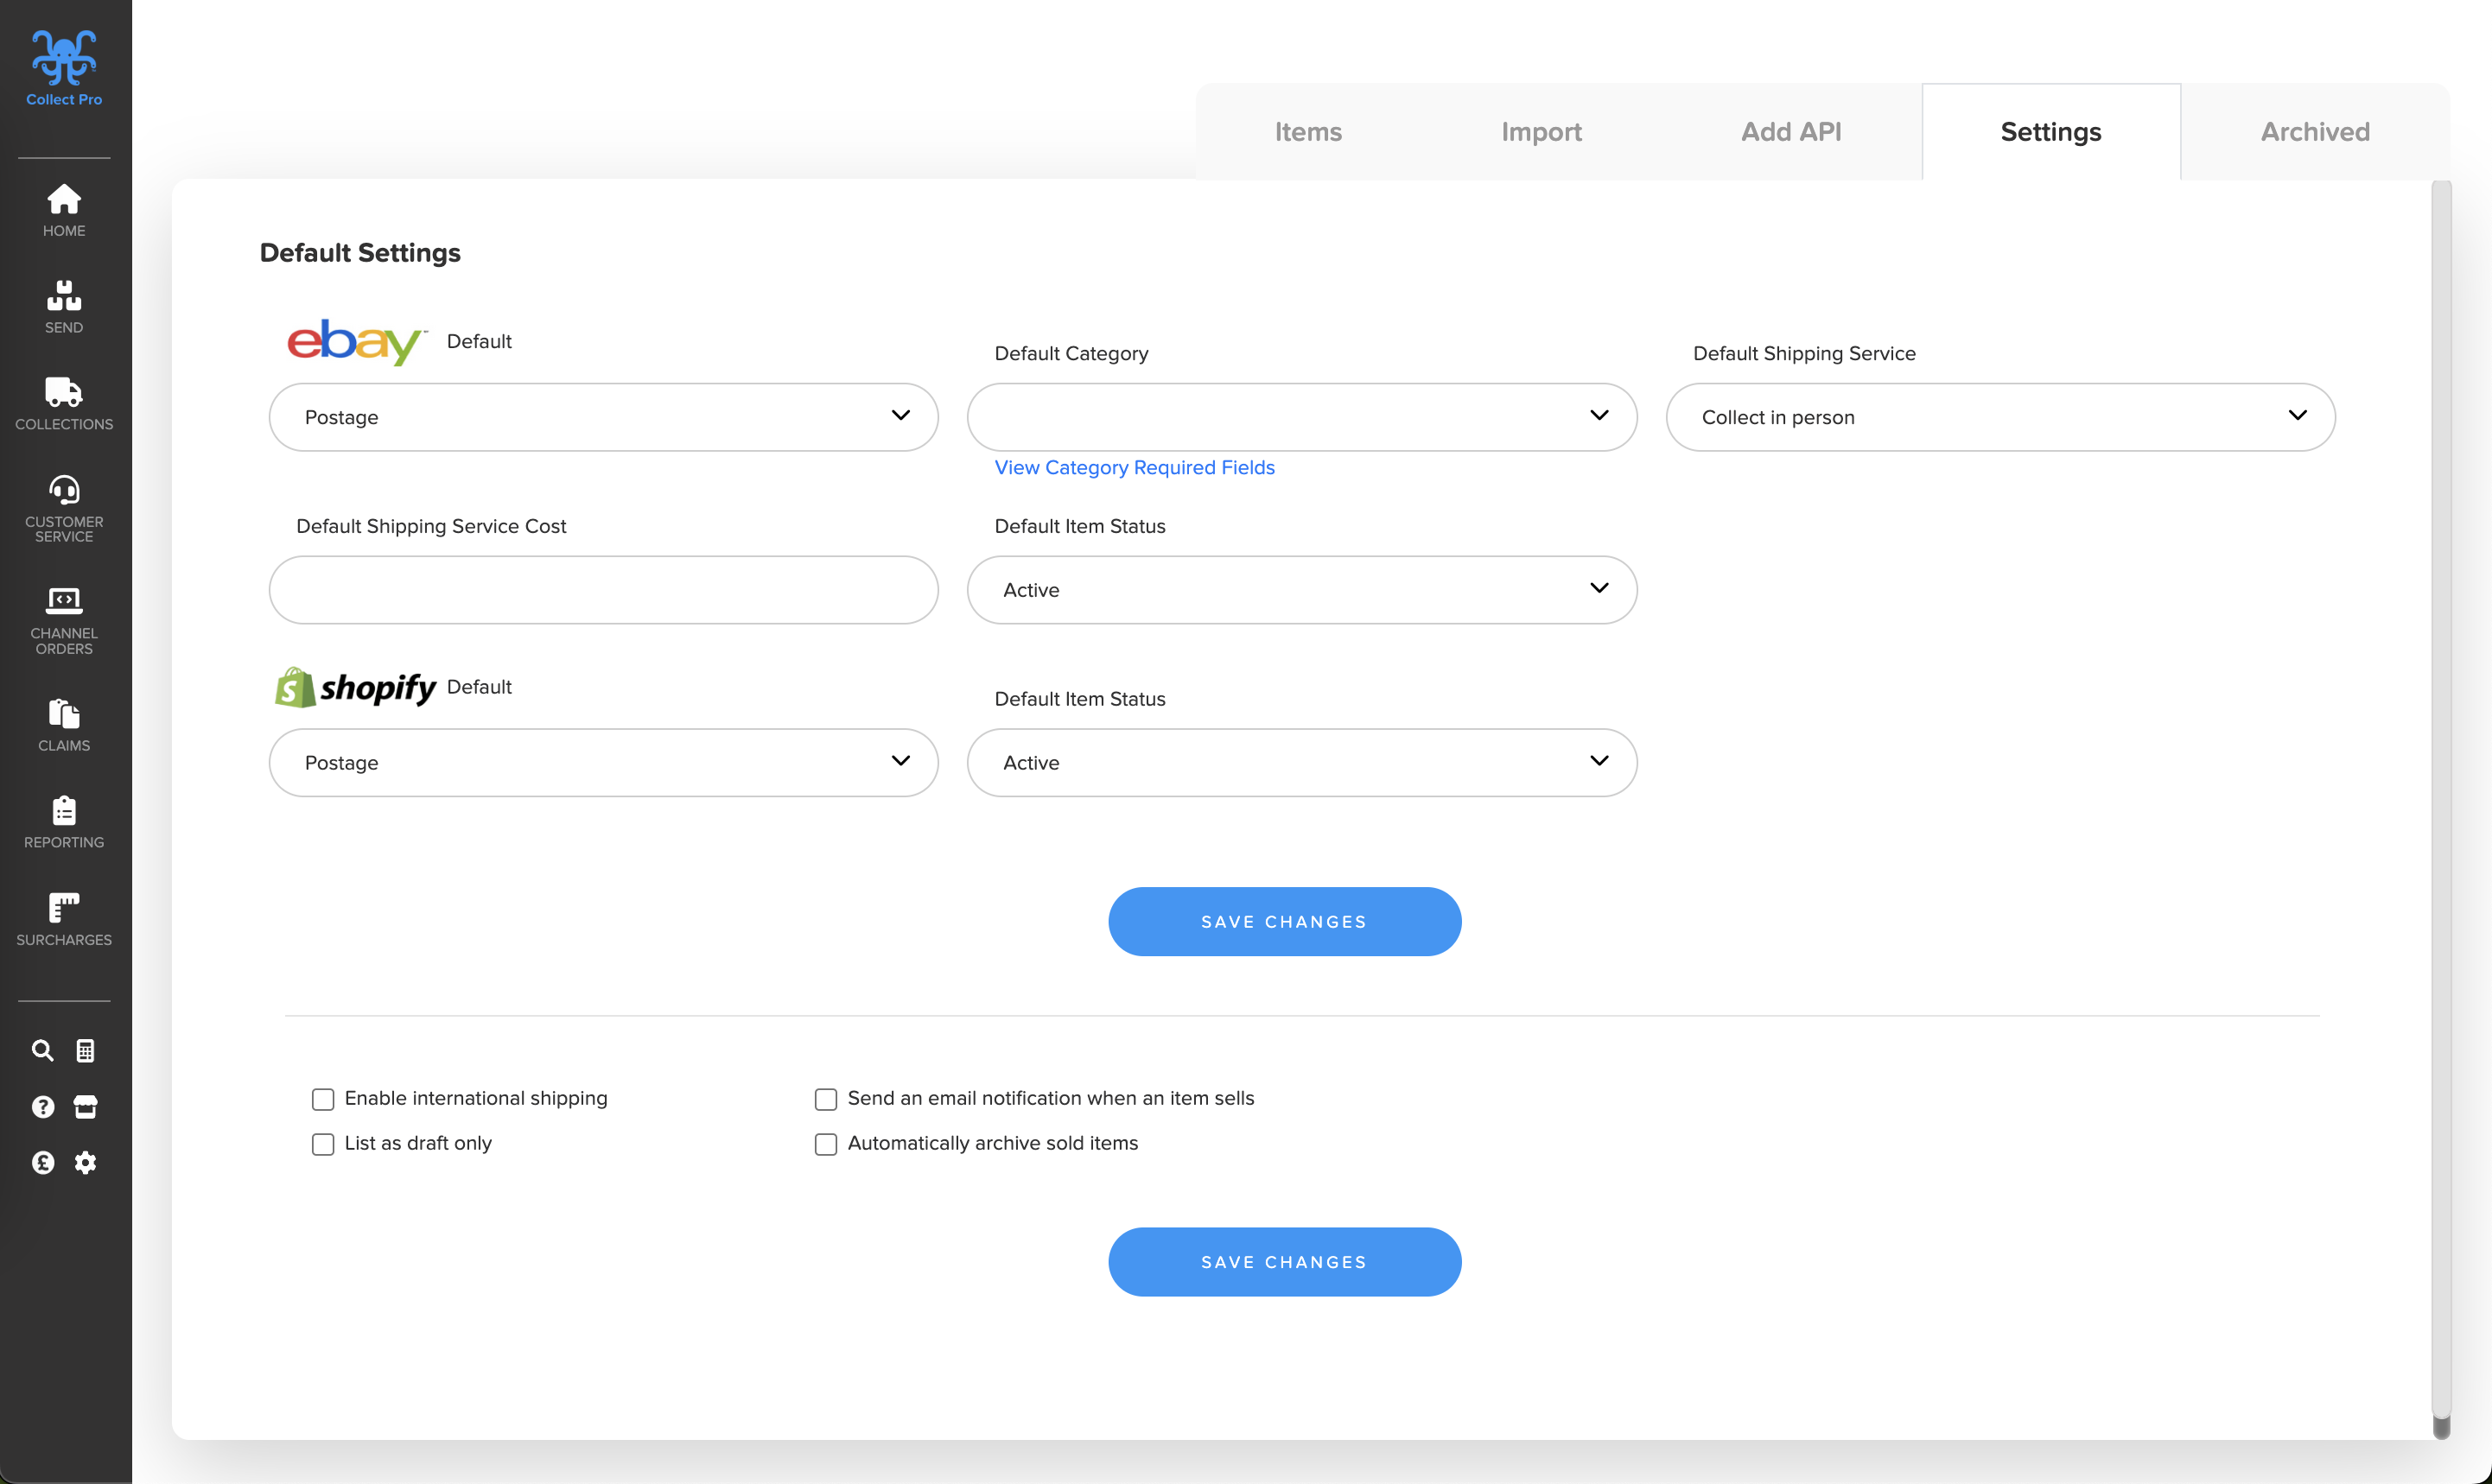 Collect Pro
HOME
SEND
COLLECTIONS
CUSTOMER
SERVICE
CHANNEL
ORDERS
CLAIMS
REPORTING
SURCHARGES
Items
Import
Add API
Settings
Archived
Default Settings
ebay™ Default
Default Category
Default Shipping Service
Postage
Collect in person
View Category Required Fields
Default Shipping Service Cost
Default Item Status
Active
shopify Default
Default Item Status
Postage
Active
SAVE CHANGES
Enable international shipping
Send an email notification when an item sells
List as draft only
Automatically archive sold items
SAVE CHANGES